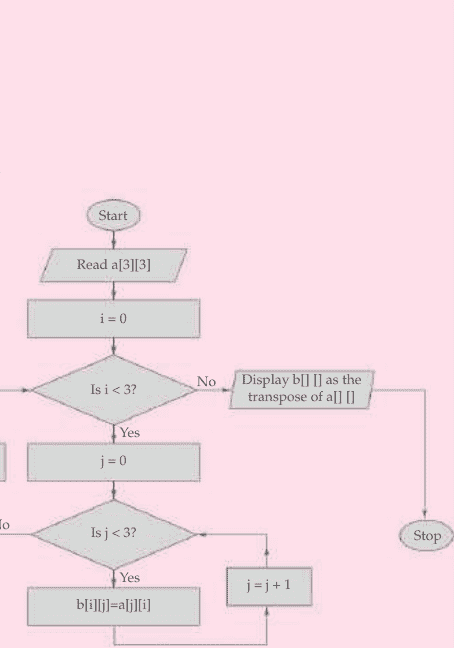 Start
Read a[3][3]
i = 0
Is i < 3?
No
Display b[] [] as the
transpose of a[] []
Yes
j = 0
Is j < 3?
Stop
Yes
j = j + 1
b[i][j]=a[j][i]